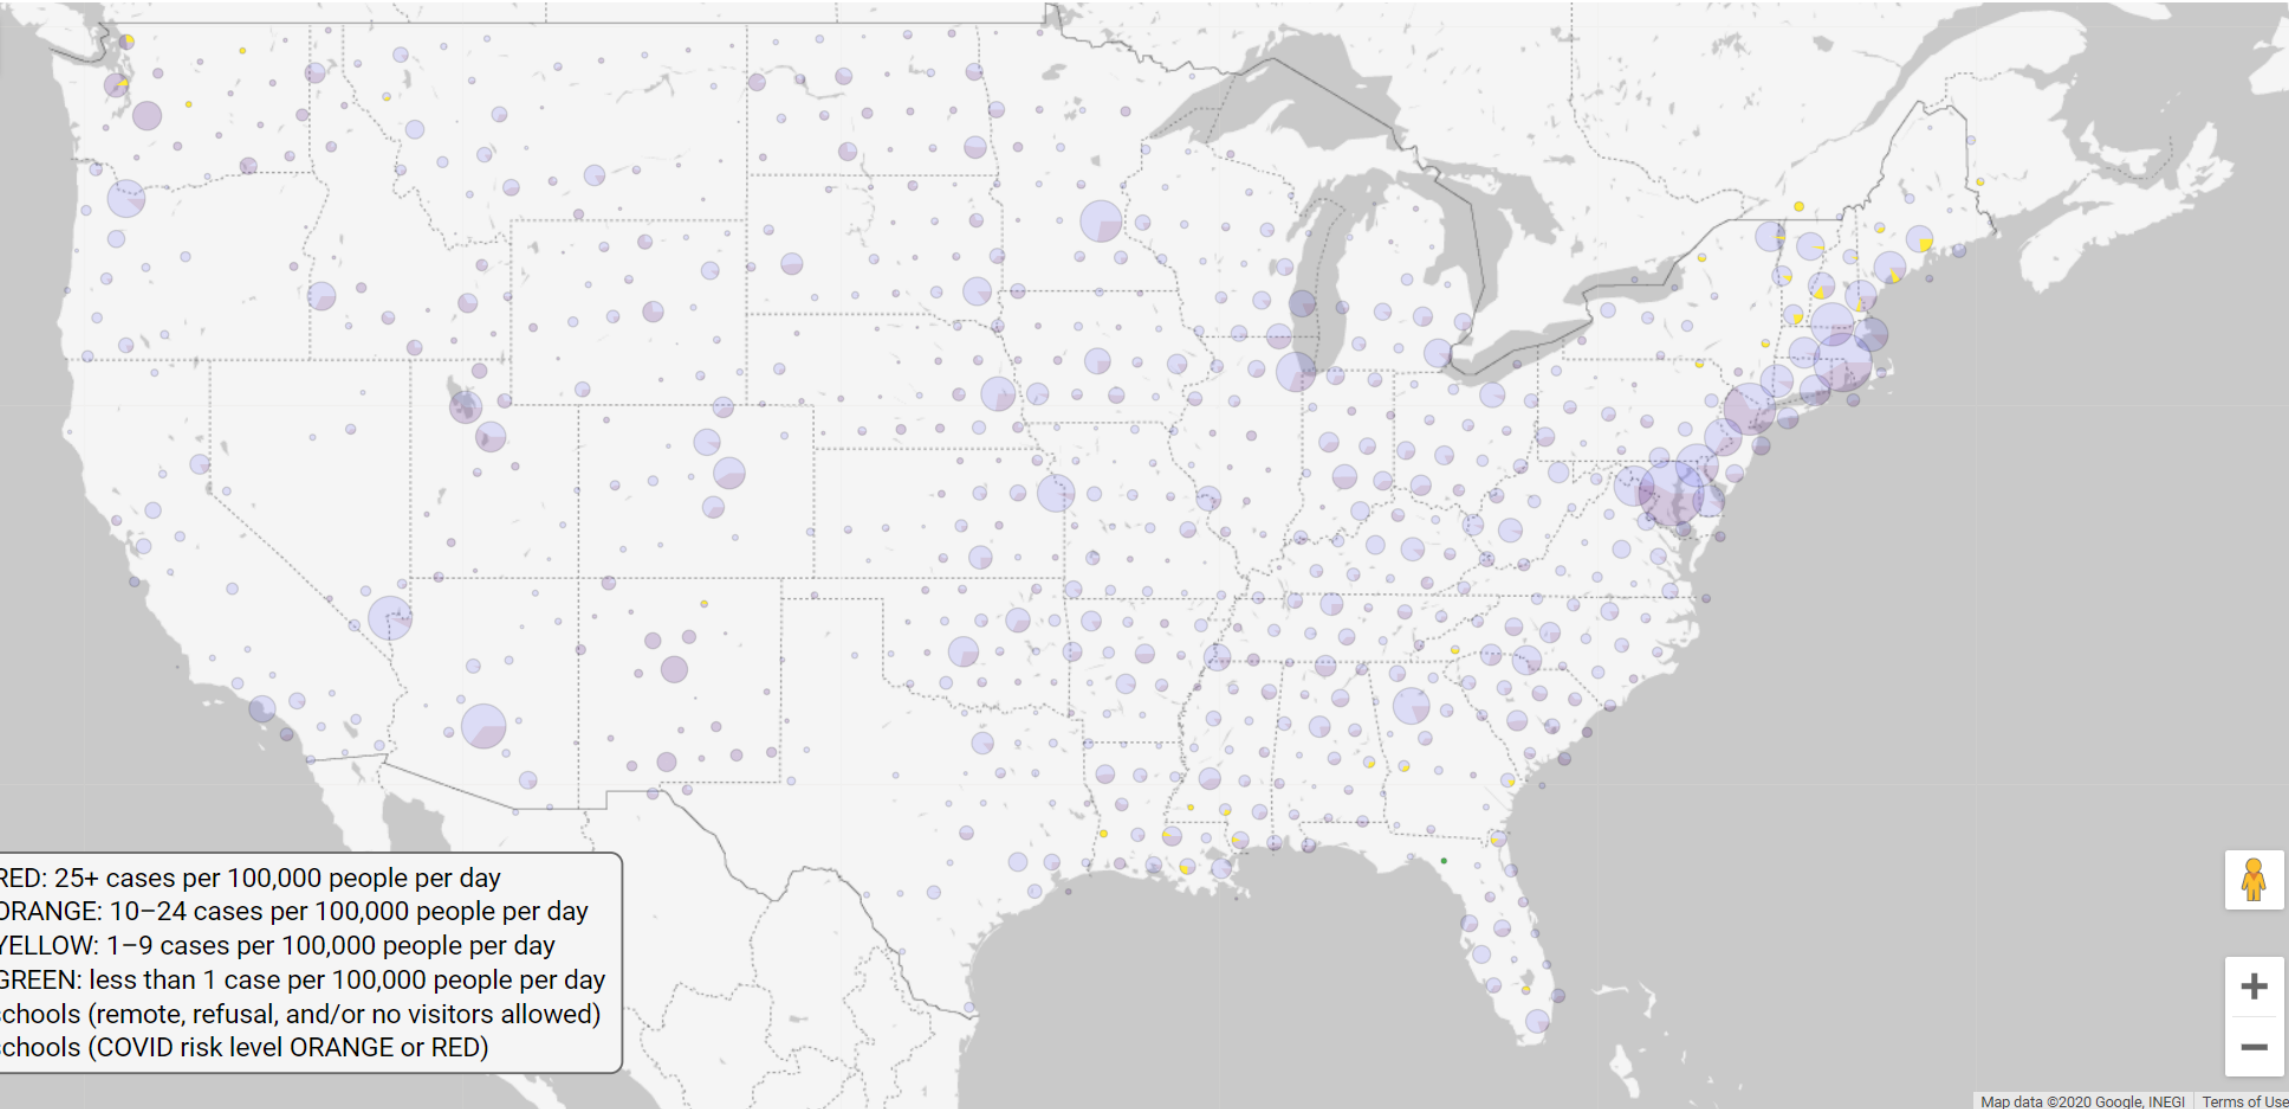 RED: 25+ cases per 100,000 people per day
ORANGE: 10–24 cases per 100,000 people per day
YELLOW: 1–9 cases per 100,000 people per day
GREEN: less than 1 case per 100,000 people per day
schools (remote, refusal, and/or no visitors allowed)
schools (COVID risk level ORANGE or RED)
Map data ©2020 Google, INEGI
Terms of Use